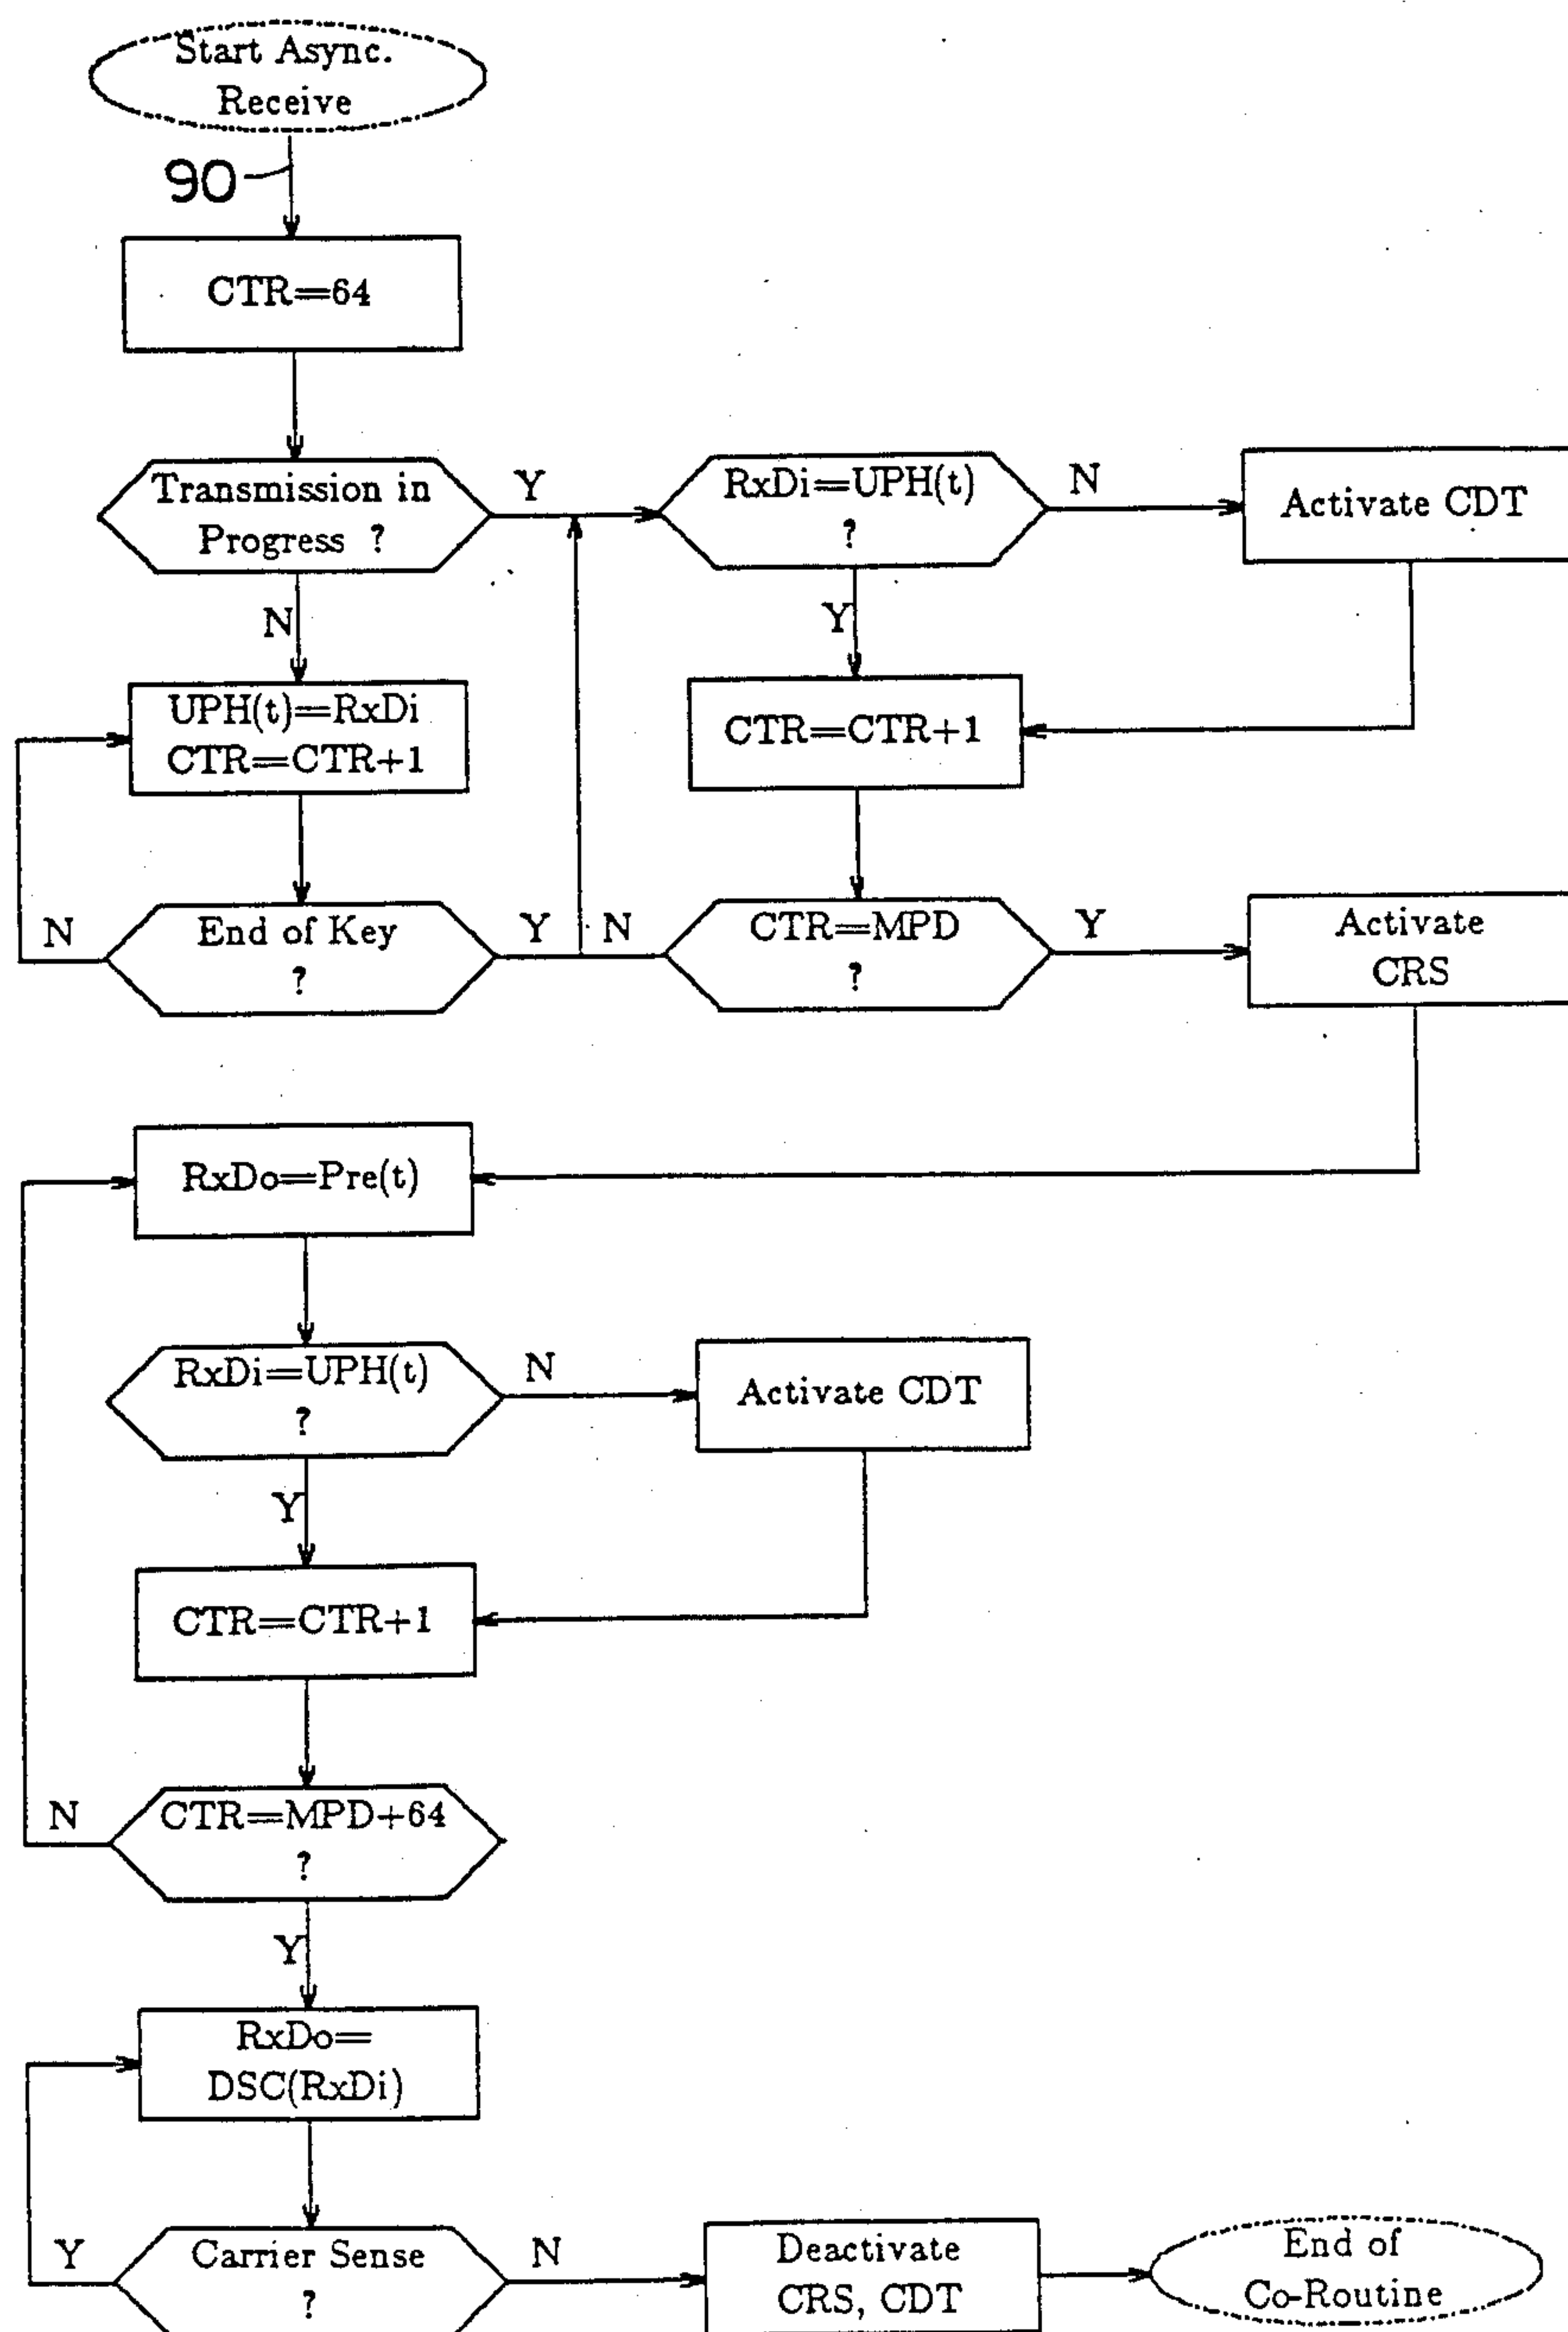 Start Async.
Receive
90
CTR=64
Transmission in
Progress ?
Y
RxDi=UPH(t)
?
N
Activate CDT
N
Y
UPH(t)=RxDi
CTR=CTR+1
CTR=CTR+1
N
End of Key
?
Y
N
CTR=MPD
?
Y
Activate
CRS
RxDo=Pre(t)
RxDi=UPH(t)
?
N
Activate CDT
Y
CTR=CTR+1
N
CTR=MPD+64
?
Y
RxDo=
DSC(RxDi)
Y
Carrier Sense
?
N
Deactivate
CRS, CDT
End of
Co-Routine